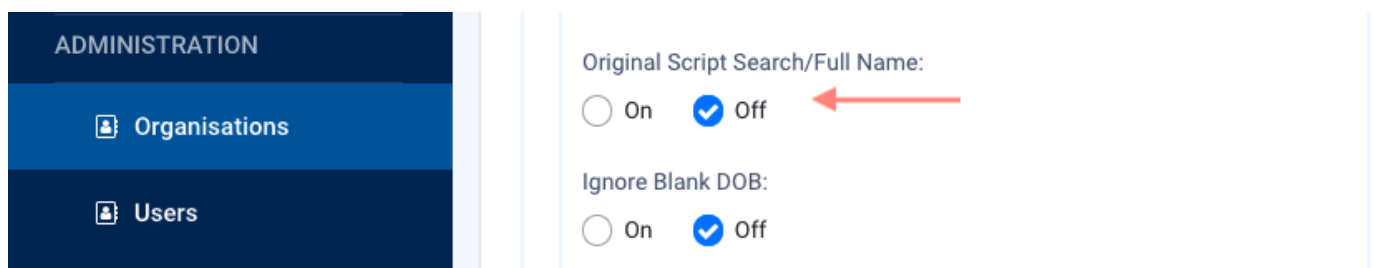 ADMINISTRATION
Organisations
Users
Original Script Search/Full Name:
On Off
Ignore Blank DOB:
On Off